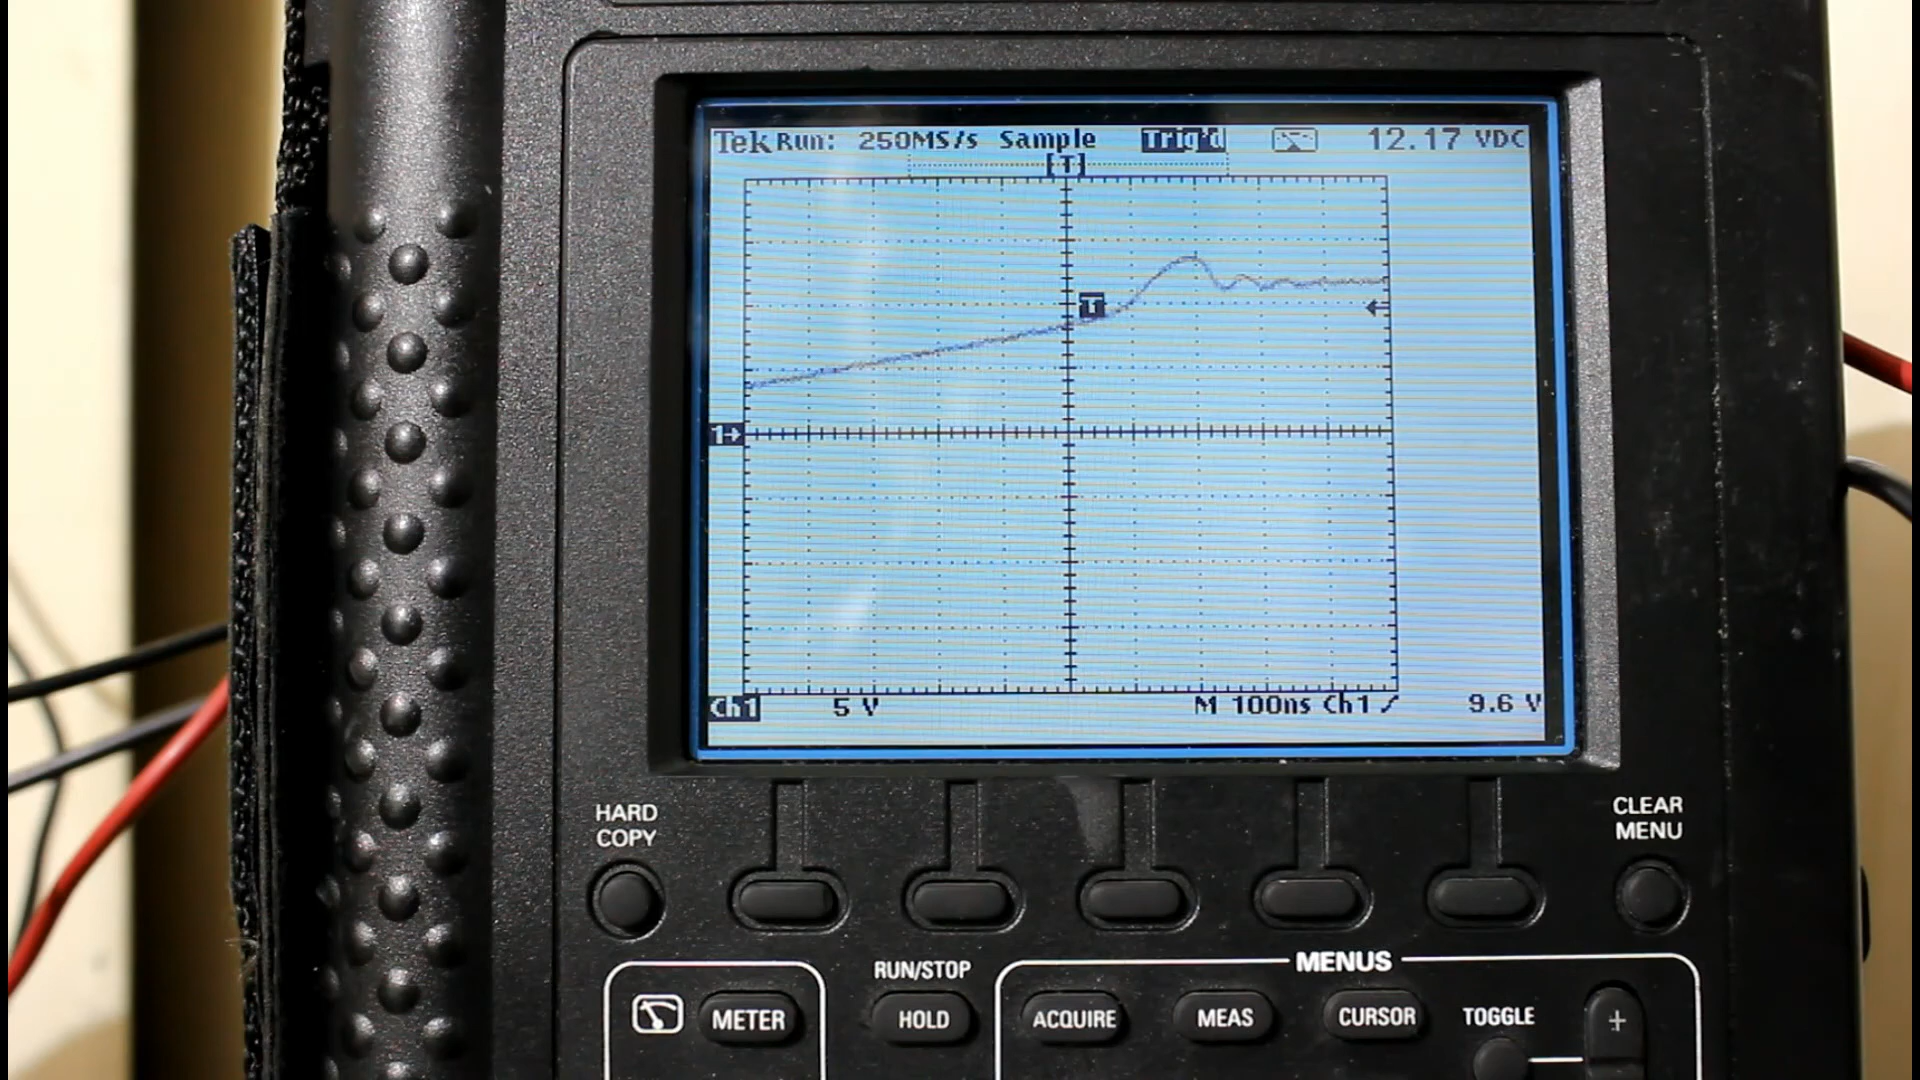 Tek Run: 250MS/s Sample Trig'd 12.17 VDC
[T]
T
1→
Ch1 5 V M 100ns Ch1 9.6 V
HARD
COPY
CLEAR
MENU
RUN/STOP
MENUS
METER HOLD ACQUIRE MEAS CURSOR TOGGLE +